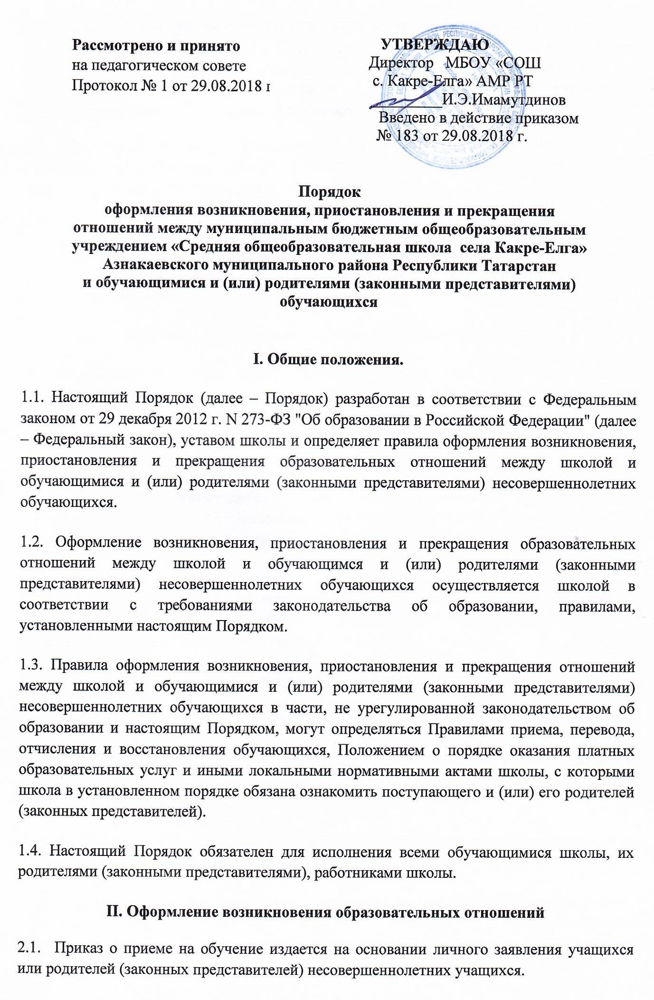 Рассмотрено и принято
на педагогическом совете
Протокол № 1 от 29.08.2018 г
УТВЕРЖДАЮ
Директор МБОУ «СОШ
с. Какре-Елга» АМР РТ
__________И.Э.Имамутдинов
Введено в действие приказом
№ 183 от 29.08.2018 г.
Порядок
оформления возникновения, приостановления и прекращения
отношений между муниципальным бюджетным общеобразовательным
учреждением «Средняя общеобразовательная школа села Какре-Елга»
Азнакаевского муниципального района Республики Татарстан
и обучающимися и (или) родителями (законными представителями)
обучающихся
I. Общие положения.
1.1. Настоящий Порядок (далее – Порядок) разработан в соответствии с Федеральным
законом от 29 декабря 2012 г. N 273-ФЗ "Об образовании в Российской Федерации" (далее
– Федеральный закон), уставом школы и определяет правила оформления возникновения,
приостановления и прекращения образовательных отношений между школой и
обучающимися и (или) родителями (законными представителями) несовершеннолетних
обучающихся.
1.2. Оформление возникновения, приостановления и прекращения образовательных
отношений между школой и обучающимся и (или) родителями (законными
представителями) несовершеннолетних обучающихся осуществляется школой в
соответствии с требованиями законодательства об образовании, правилами,
установленными настоящим Порядком.
1.3. Правила оформления возникновения, приостановления и прекращения отношений
между школой и обучающимися и (или) родителями (законными представителями)
несовершеннолетних обучающихся в части, не урегулированной законодательством об
образовании и настоящим Порядком, могут определяться Правилами приема, перевода,
отчисления и восстановления обучающихся, Положением о порядке оказания платных
образовательных услуг и иными локальными нормативными актами школы, с которыми
школа в установленном порядке обязана ознакомить поступающего и (или) его родителей
(законных представителей).
1.4. Настоящий Порядок обязателен для исполнения всеми обучающимися школы, их
родителями (законными представителями), работниками школы.
II. Оформление возникновения образовательных отношений
2.1. Приказ о приеме на обучение издается на основании личного заявления учащихся
или родителей (законных представителей) несовершеннолетних учащихся.